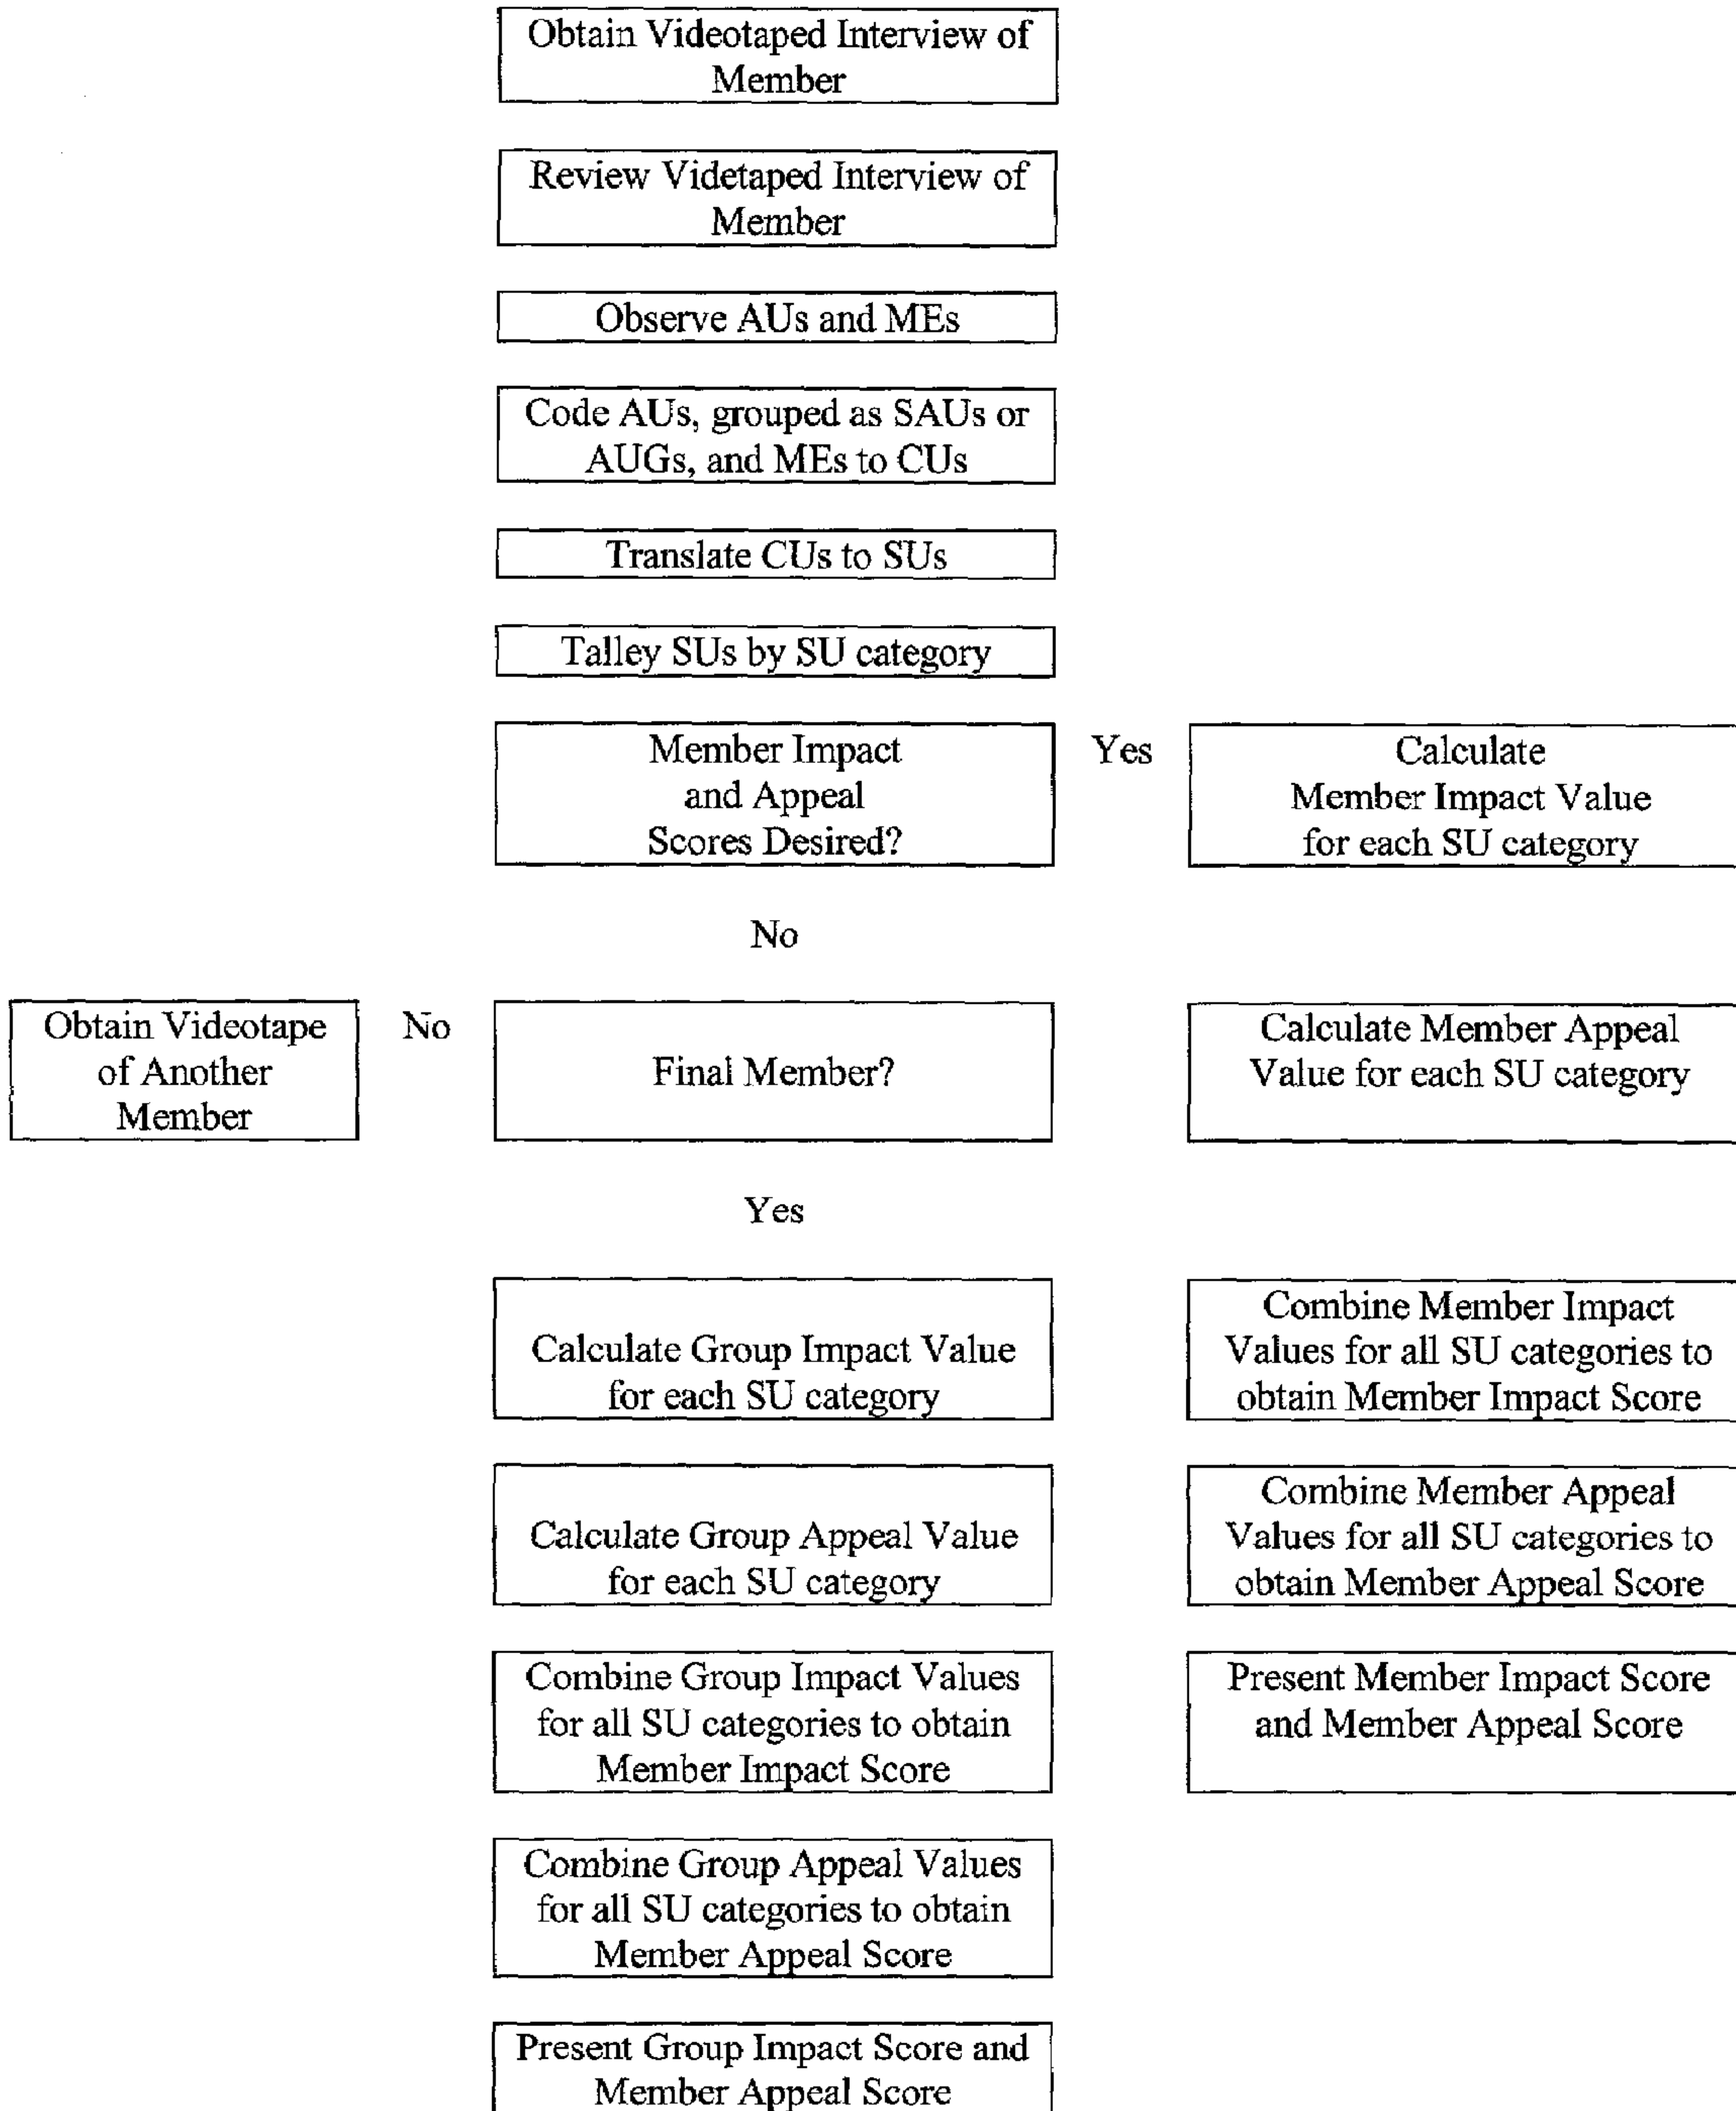 Obtain Videotaped Interview of
Member
Review Videtaped Interview of
Member
Observe AUs and MEs
Code AUs, grouped as SAUs or
AUGs, and MEs to CUs
Translate CUs to SUs
Talley SUs by SU category
Member Impact
and Appeal
Scores Desired?
Yes
Calculate
Member Impact Value
for each SU category
No
Obtain Videotape
of Another
Member
No
Final Member?
Calculate Member Appeal
Value for each SU category
Yes
Calculate Group Impact Value
for each SU category
Combine Member Impact
Values for all SU categories to
obtain Member Impact Score
Calculate Group Appeal Value
for each SU category
Combine Member Appeal
Values for all SU categories to
obtain Member Appeal Score
Combine Group Impact Values
for all SU categories to obtain
Member Impact Score
Present Member Impact Score
and Member Appeal Score
Combine Group Appeal Values
for all SU categories to obtain
Member Appeal Score
Present Group Impact Score and
Member Appeal Score